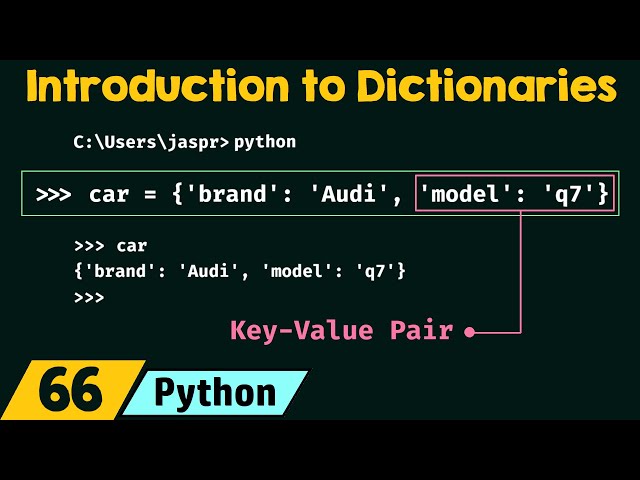 Introduction to Dictionaries
C:\Users\jaspr> python
>>> car = {'brand': 'Audi', 'model': 'q7'}
>>> car
{'brand': 'Audi', 'model': 'q7'}
>>>
Key-Value Pair
66 Python